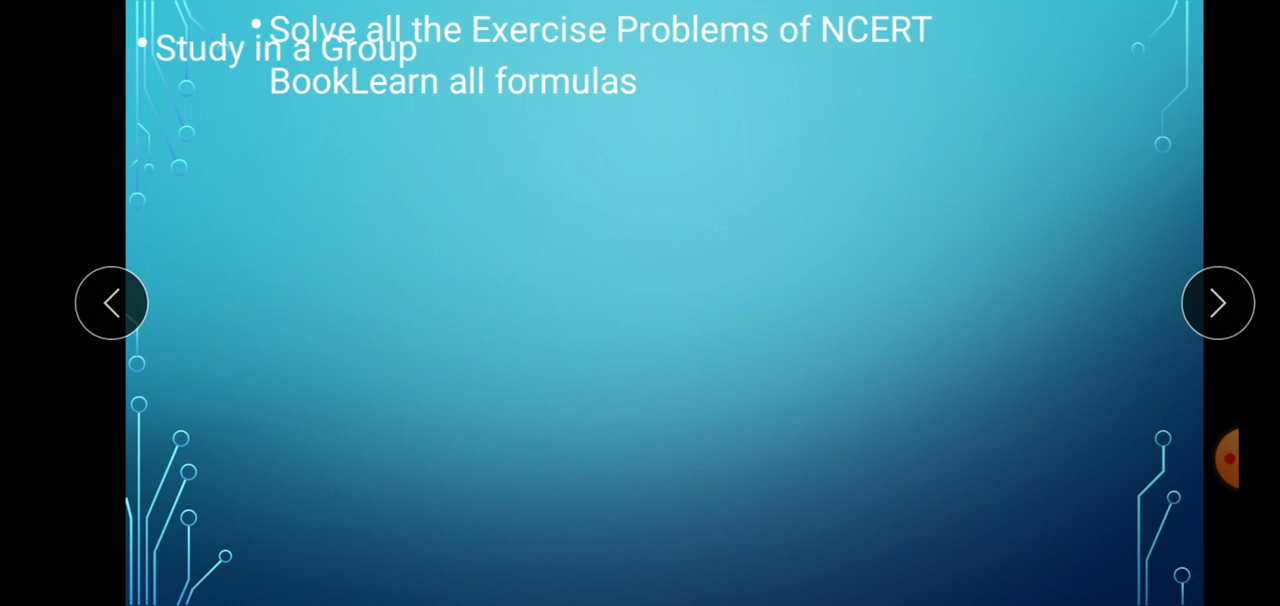 • Solve all the Exercise Problems of NCERT
• Study in a Group
BookLearn all formulas